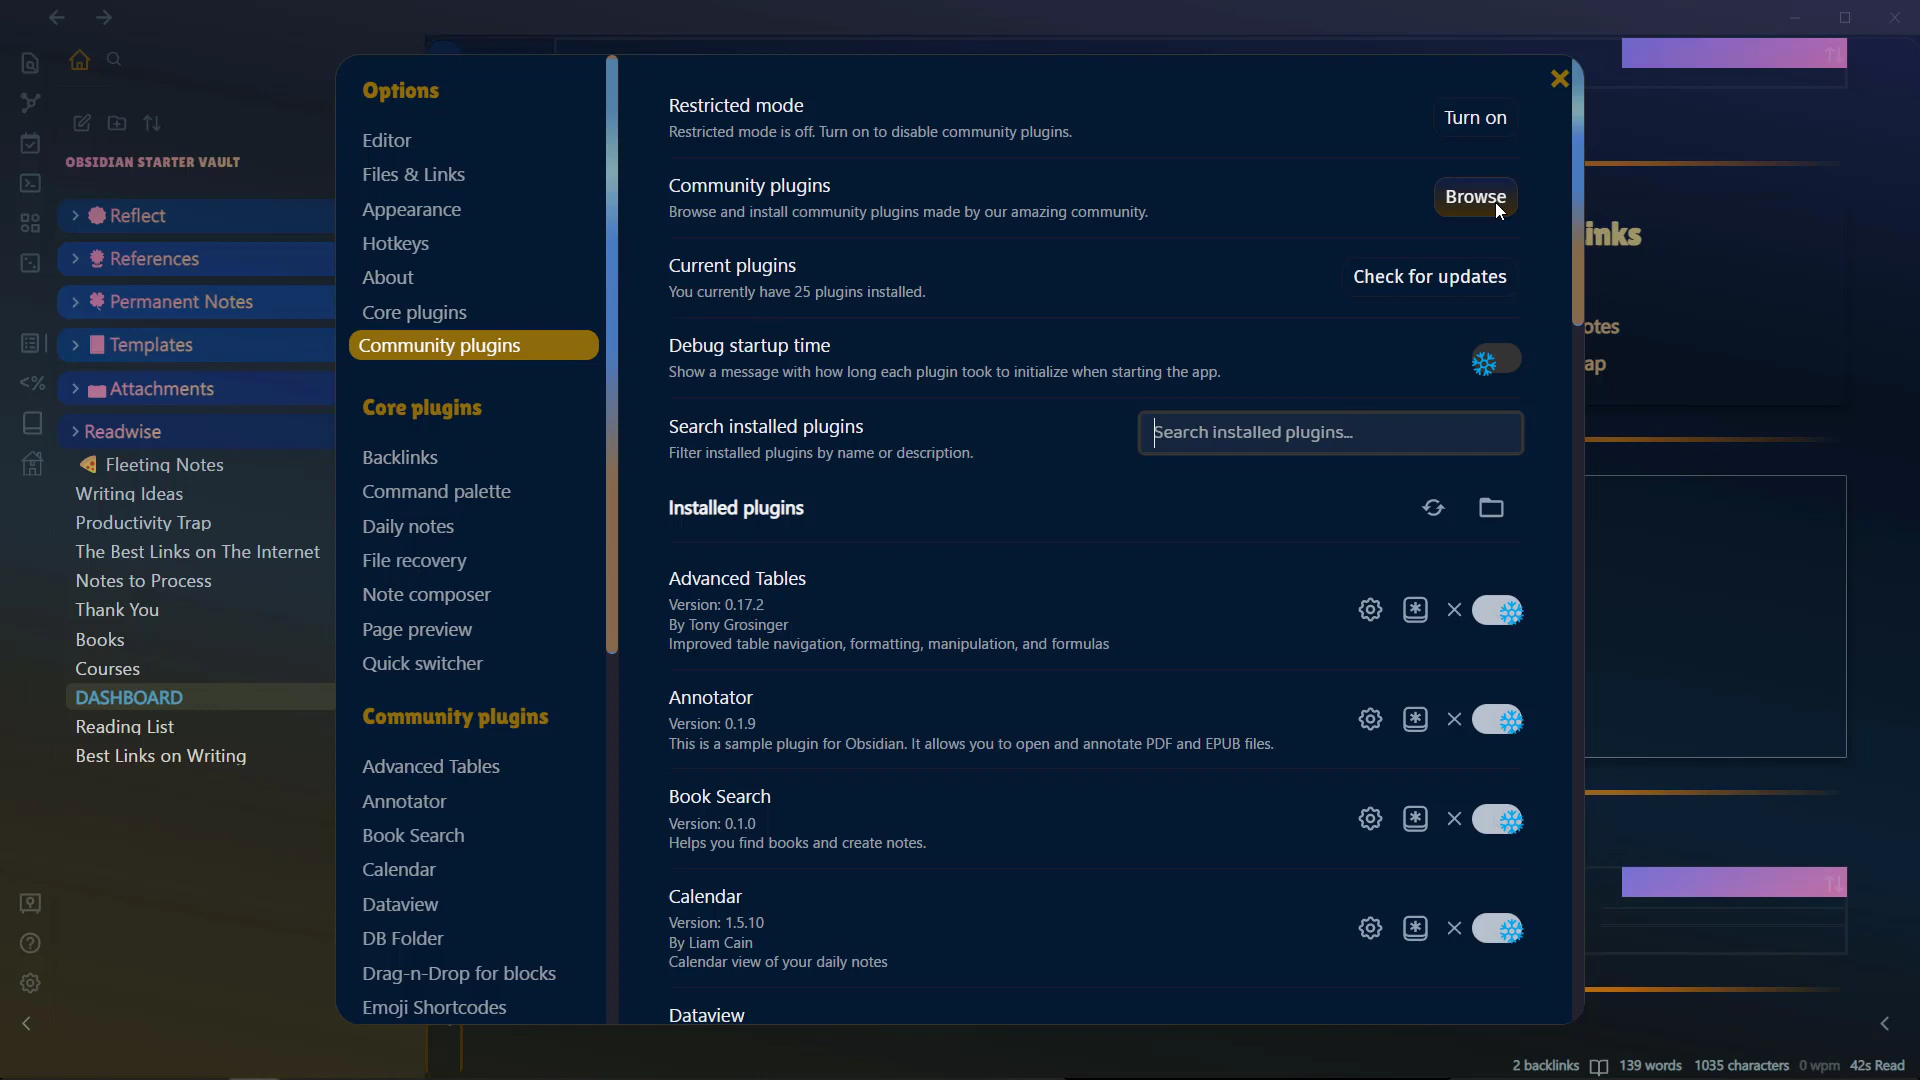 OBSIDIAN STARTER VAULT
Reflect
References
Permanent Notes
Templates
Attachments
Readwise
Fleeting Notes
Writing Ideas
Productivity Trap
The Best Links on The Internet
Notes to Process
Thank You
Books
Courses
DASHBOARD
Reading List
Best Links on Writing
Options
Editor
Files & Links
Appearance
Hotkeys
About
Core plugins
Community plugins
Core plugins
Backlinks
Command palette
Daily notes
File recovery
Note composer
Page preview
Quick switcher
Community plugins
Advanced Tables
Annotator
Book Search
Calendar
Dataview
DB Folder
Drag-n-Drop for blocks
Emoji Shortcodes
Restricted mode
Restricted mode is off. Turn on to disable community plugins.
Turn on
Community plugins
Browse and install community plugins made by our amazing community.
Browse
Current plugins
You currently have 25 plugins installed.
Check for updates
Debug startup time
Show a message with how long each plugin took to initialize when starting the app.
Search installed plugins
Filter installed plugins by name or description.
Search installed plugins...
Installed plugins
Advanced Tables
Version: 0.17.2
By Tony Grosinger
Improved table navigation, formatting, manipulation, and formulas
Annotator
Version: 0.1.9
This is a sample plugin for Obsidian. It allows you to open and annotate PDF and EPUB files.
Book Search
Version: 0.1.0
Helps you find books and create notes.
Calendar
Version: 1.5.10
By Liam Cain
Calendar view of your daily notes
Dataview
inks
otes
ap
2 backlinks 139 words 1035 characters 0 wpm 42s Read